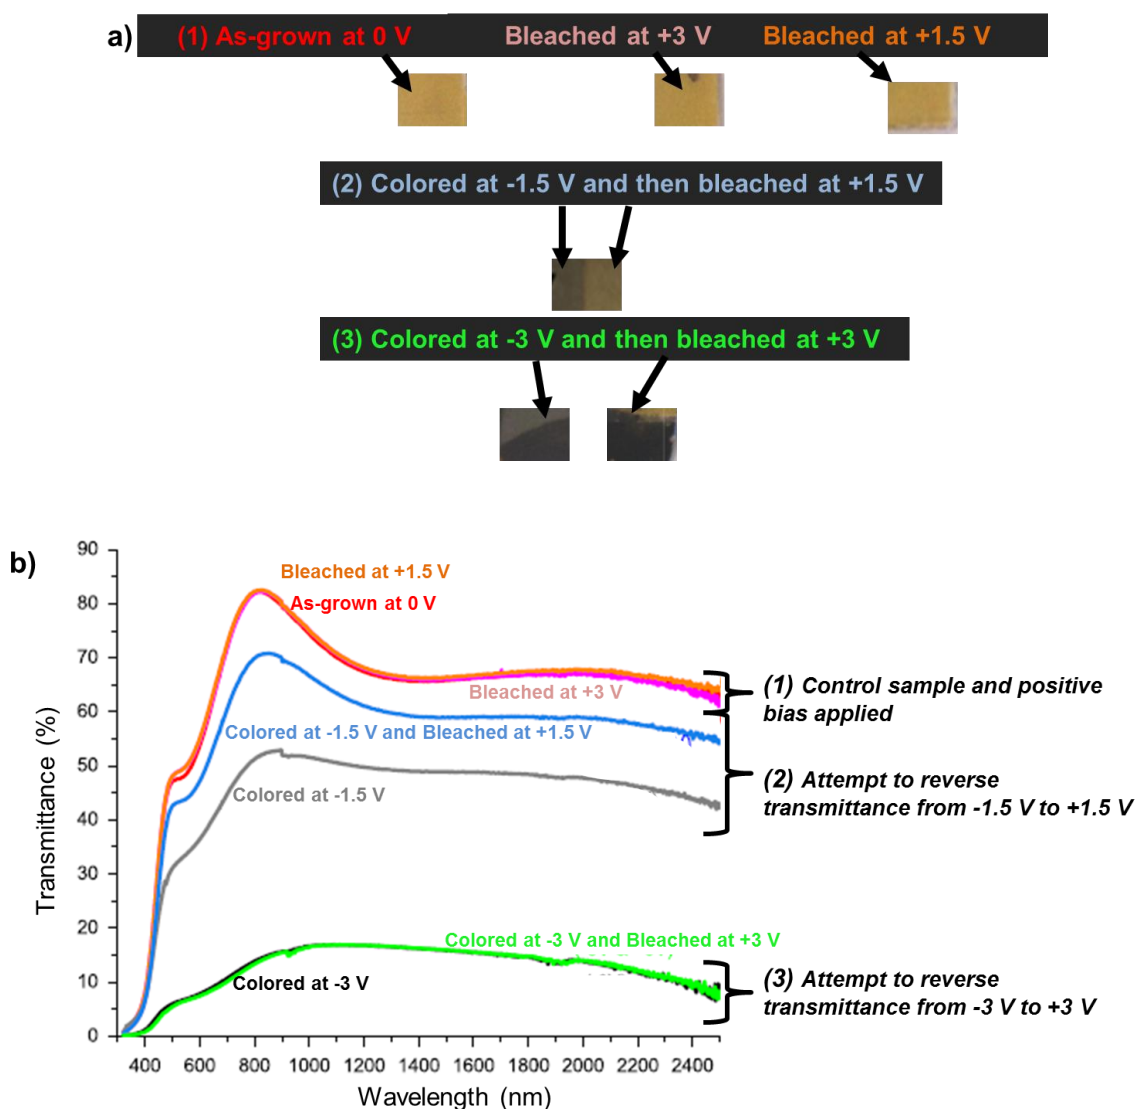 a)
(1) As-grown at 0 V
Bleached at +3 V
Bleached at +1.5 V
(2) Colored at -1.5 V and then bleached at +1.5 V
(3) Colored at -3 V and then bleached at +3 V
b)
90
80
70
60
50
40
30
20
10
0
Transmittance (%)
Bleached at +1.5 V
As-grown at 0 V
Bleached at +3 V
Colored at -1.5 V and Bleached at +1.5 V
Colored at -1.5 V
Colored at -3 V and Bleached at +3 V
Colored at -3 V
(1) Control sample and positive
bias applied
(2) Attempt to reverse
transmittance from -1.5 V to +1.5 V
(3) Attempt to reverse
transmittance from -3 V to +3 V
400 600 800 1000 1200 1400 1600 1800 2000 2200 2400
Wavelength (nm)